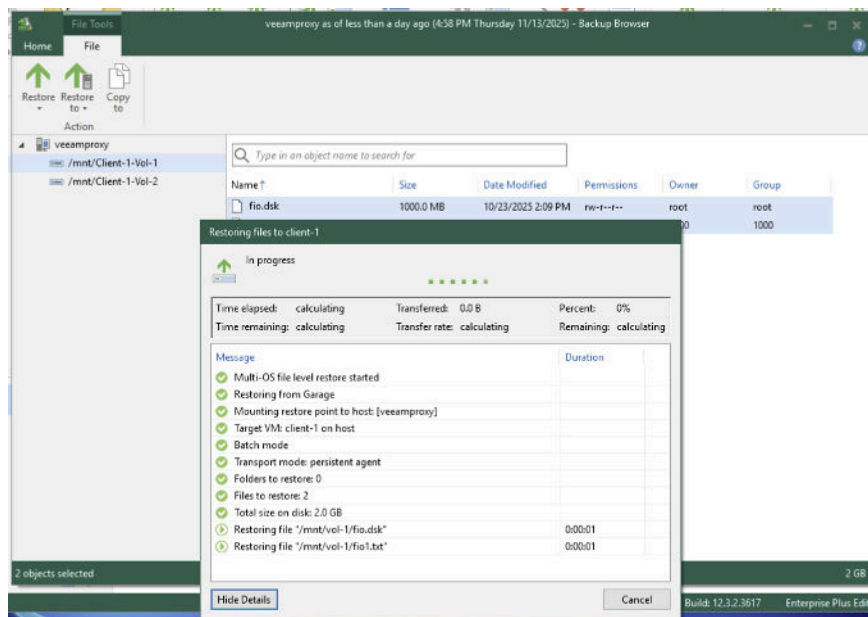 File Tools
veeamproxy as of less than a day ago (4:58 PM Thursday 11/13/2025) - Backup Browser
Home File
Restore Restore to Copy to
Action
veeamproxy
/mnt/Client-1-Vol-1
/mnt/Client-1-Vol-2
Type in an object name to search for
Name Size Date Modified Permissions Owner Group
fio.dsk 1000.0 MB 10/23/2025 2:09 PM rw-r--r-- root root
1000
Restoring files to client-1
In progress
Time elapsed: calculating Transferred: 0.0 B Percent: 0%
Time remaining: calculating Transfer rate: calculating Remaining: calculating
Message Duration
Multi-OS file level restore started
Restoring from Garage
Mounting restore point to host: [veeamproxy]
Target VM: client-1 on host
Batch mode
Transport mode: persistent agent
Folders to restore: 0
Files to restore: 2
Total size on disk: 2.0 GB
Restoring file "/mnt/vol-1/fio.dsk" 0:00:01
Restoring file "/mnt/vol-1/fio1.txt" 0:00:01
2 objects selected 2 GB
Hide Details Cancel
Build: 12.3.2.3617 Enterprise Plus Edit